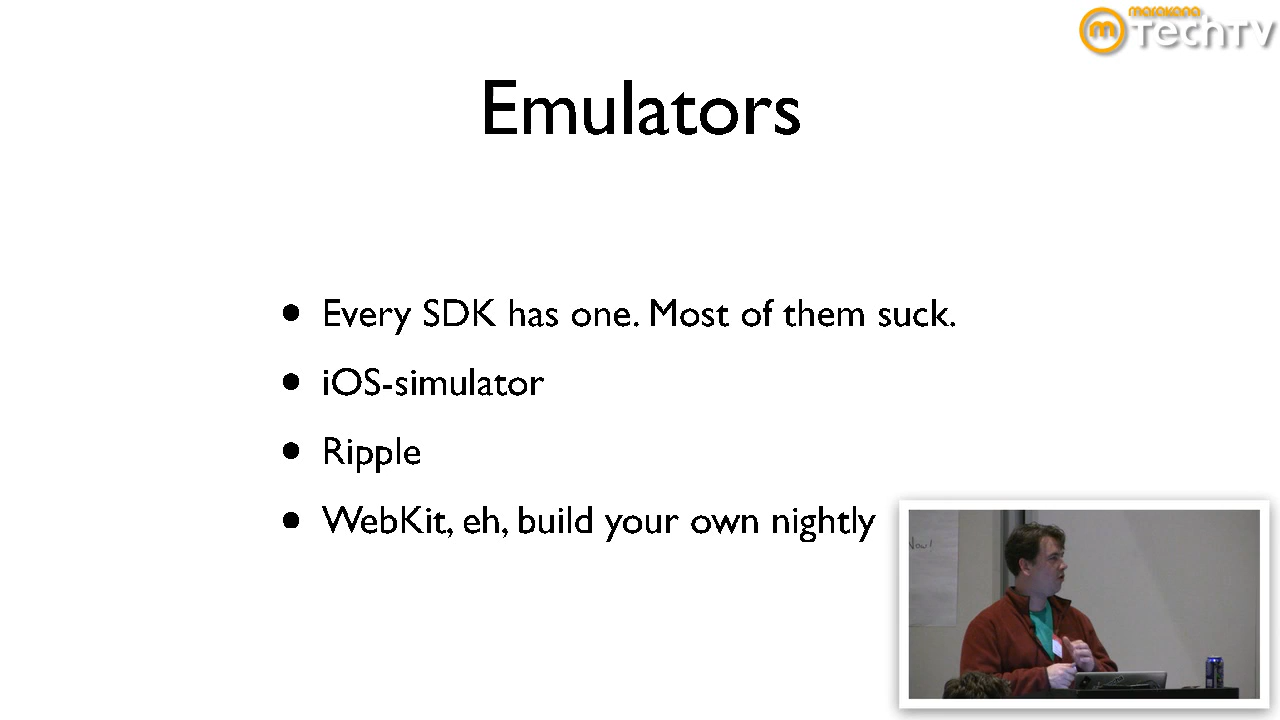 marakana
m TechTV
Emulators
• Every SDK has one. Most of them suck.
• iOS-simulator
• Ripple
• WebKit, eh, build your own nightly
Now!